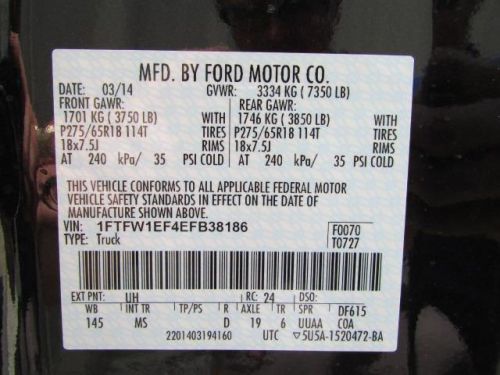 MFD. BY FORD MOTOR CO.
DATE: 03/14 GVWR: 3334 KG ( 7350 LB)
FRONT GAWR: REAR GAWR:
1701 KG ( 3750 LB) WITH 1746 KG ( 3850 LB) WITH
P275/65R18 114T TIRES P275/65R18 114T TIRES
18x7.5J RIMS 18x7.5J RIMS
AT 240 kPa/ 35 PSI COLD AT 240 kPa/ 35 PSI COLD
THIS VEHICLE CONFORMS TO ALL APPLICABLE FEDERAL MOTOR
VEHICLE SAFETY STANDARDS IN EFFECT ON THE DATE OF
MANUFACTURE SHOWN ABOVE.
VIN: 1FTFW1EF4EFB38186 F0070
TYPE: Truck T0727
EXT PNT: UH RC: 24 DSO:
WB INT TR TP/PS R AXLE TR SPR DF615
145 MS D 19 6 UUAA COA
2201403194160 UTC 5U5A-1520472-BA